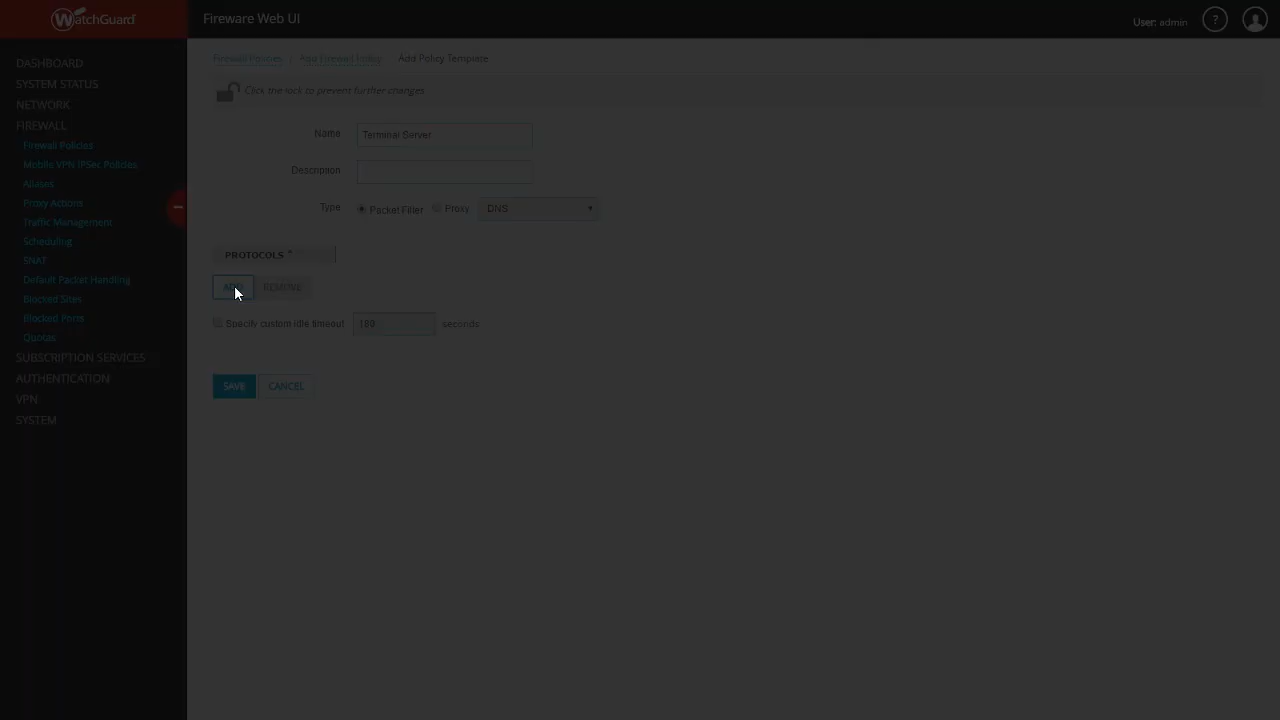 WatchGuard
Fireware Web UI
User: admin
?
DASHBOARD
SYSTEM STATUS
NETWORK
FIREWALL
Firewall Policies
Mobile VPN IPSec Policies
Aliases
Proxy Actions
Traffic Management
Scheduling
SNAT
Default Packet Handling
Blocked Sites
Blocked Ports
Quotas
SUBSCRIPTION SERVICES
AUTHENTICATION
VPN
SYSTEM
Firewall Policies / Add Firewall Policy Add Policy Template
Click the lock to prevent further changes
Name Terminal Server
Description
Type Packet Filter Proxy DNS
PROTOCOLS
ADD REMOVE
Specify custom idle timeout 180 seconds
SAVE CANCEL